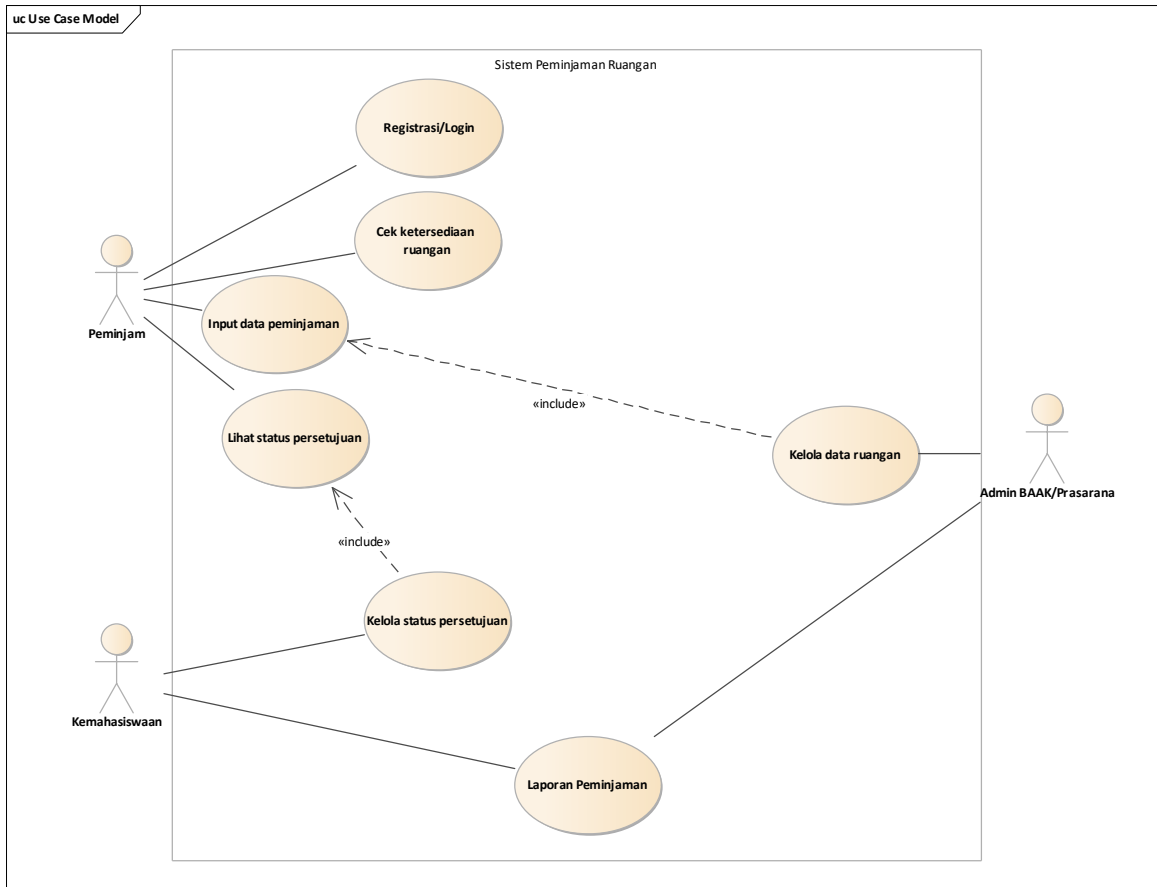 uc Use Case Model
Sistem Peminjaman Ruangan
Registrasi/Login
Cek ketersediaan
ruangan
Peminjam
Input data peminjaman
«include»
Lihat status persetujuan
Kelola data ruangan
Admin BAAK/Prasarana
«include»
Kelola status persetujuan
Kemahasiswaan
Laporan Peminjaman